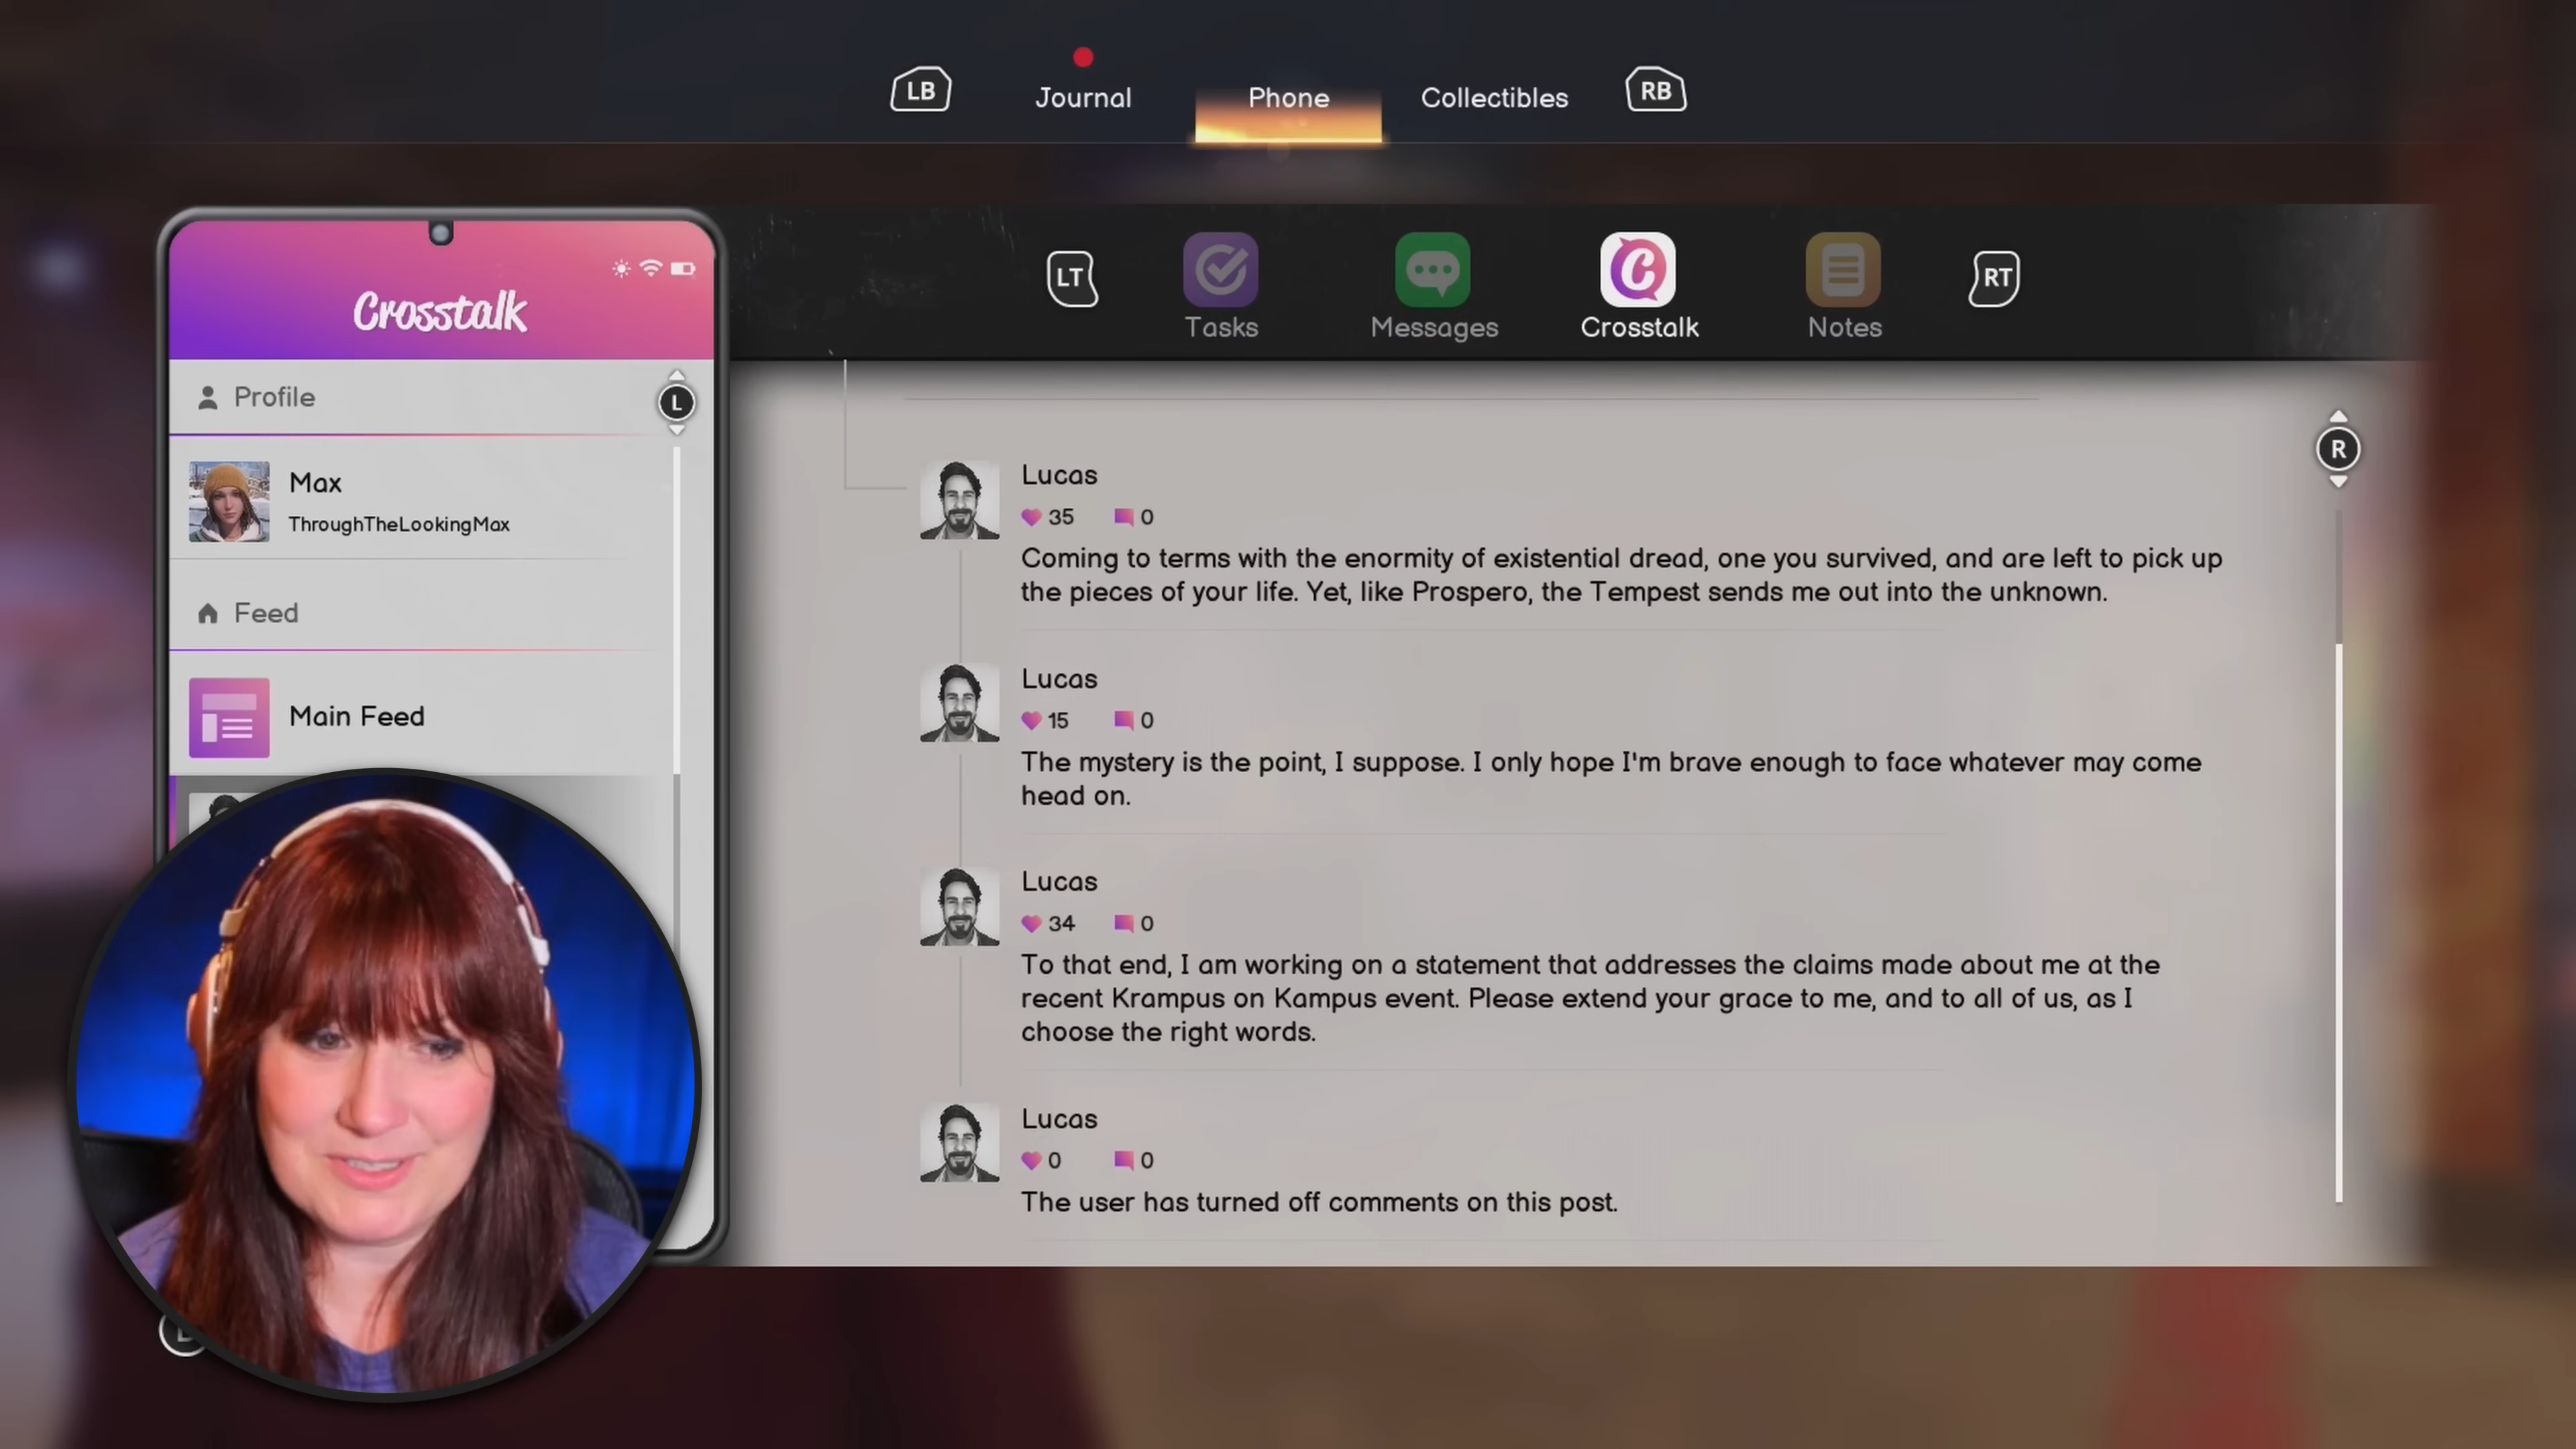 LB
Journal
Phone
Collectibles
RB
Crosstalk
LT
Tasks
Messages
Crosstalk
Notes
RT
Profile
L
Max
ThroughTheLookingMax
Feed
Main Feed
R
Lucas
35
0
Coming to terms with the enormity of existential dread, one you survived, and are left to pick up
the pieces of your life. Yet, like Prospero, the Tempest sends me out into the unknown.
Lucas
15
0
The mystery is the point, I suppose. I only hope I'm brave enough to face whatever may come
head on.
Lucas
34
0
To that end, I am working on a statement that addresses the claims made about me at the
recent Krampus on Kampus event. Please extend your grace to me, and to all of us, as I
choose the right words.
Lucas
0
0
The user has turned off comments on this post.